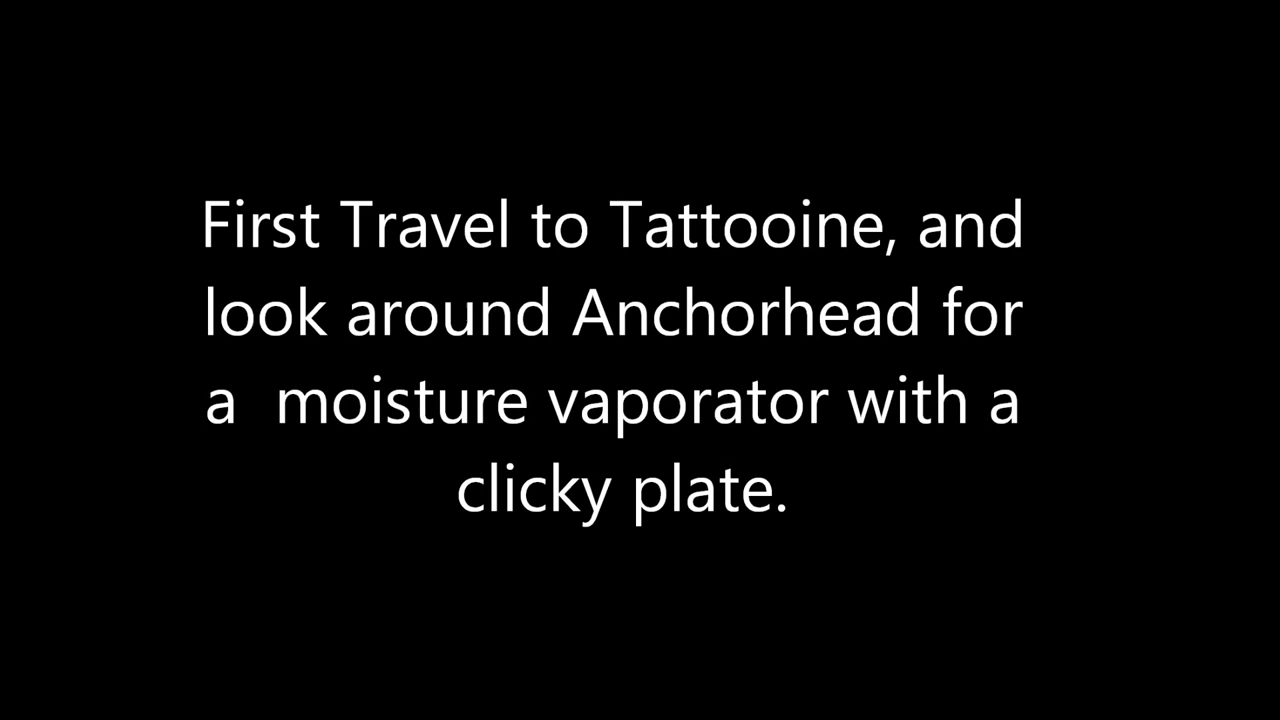 First Travel to Tattooine, and
look around Anchorhead for
a  moisture vaporator with a
clicky plate.